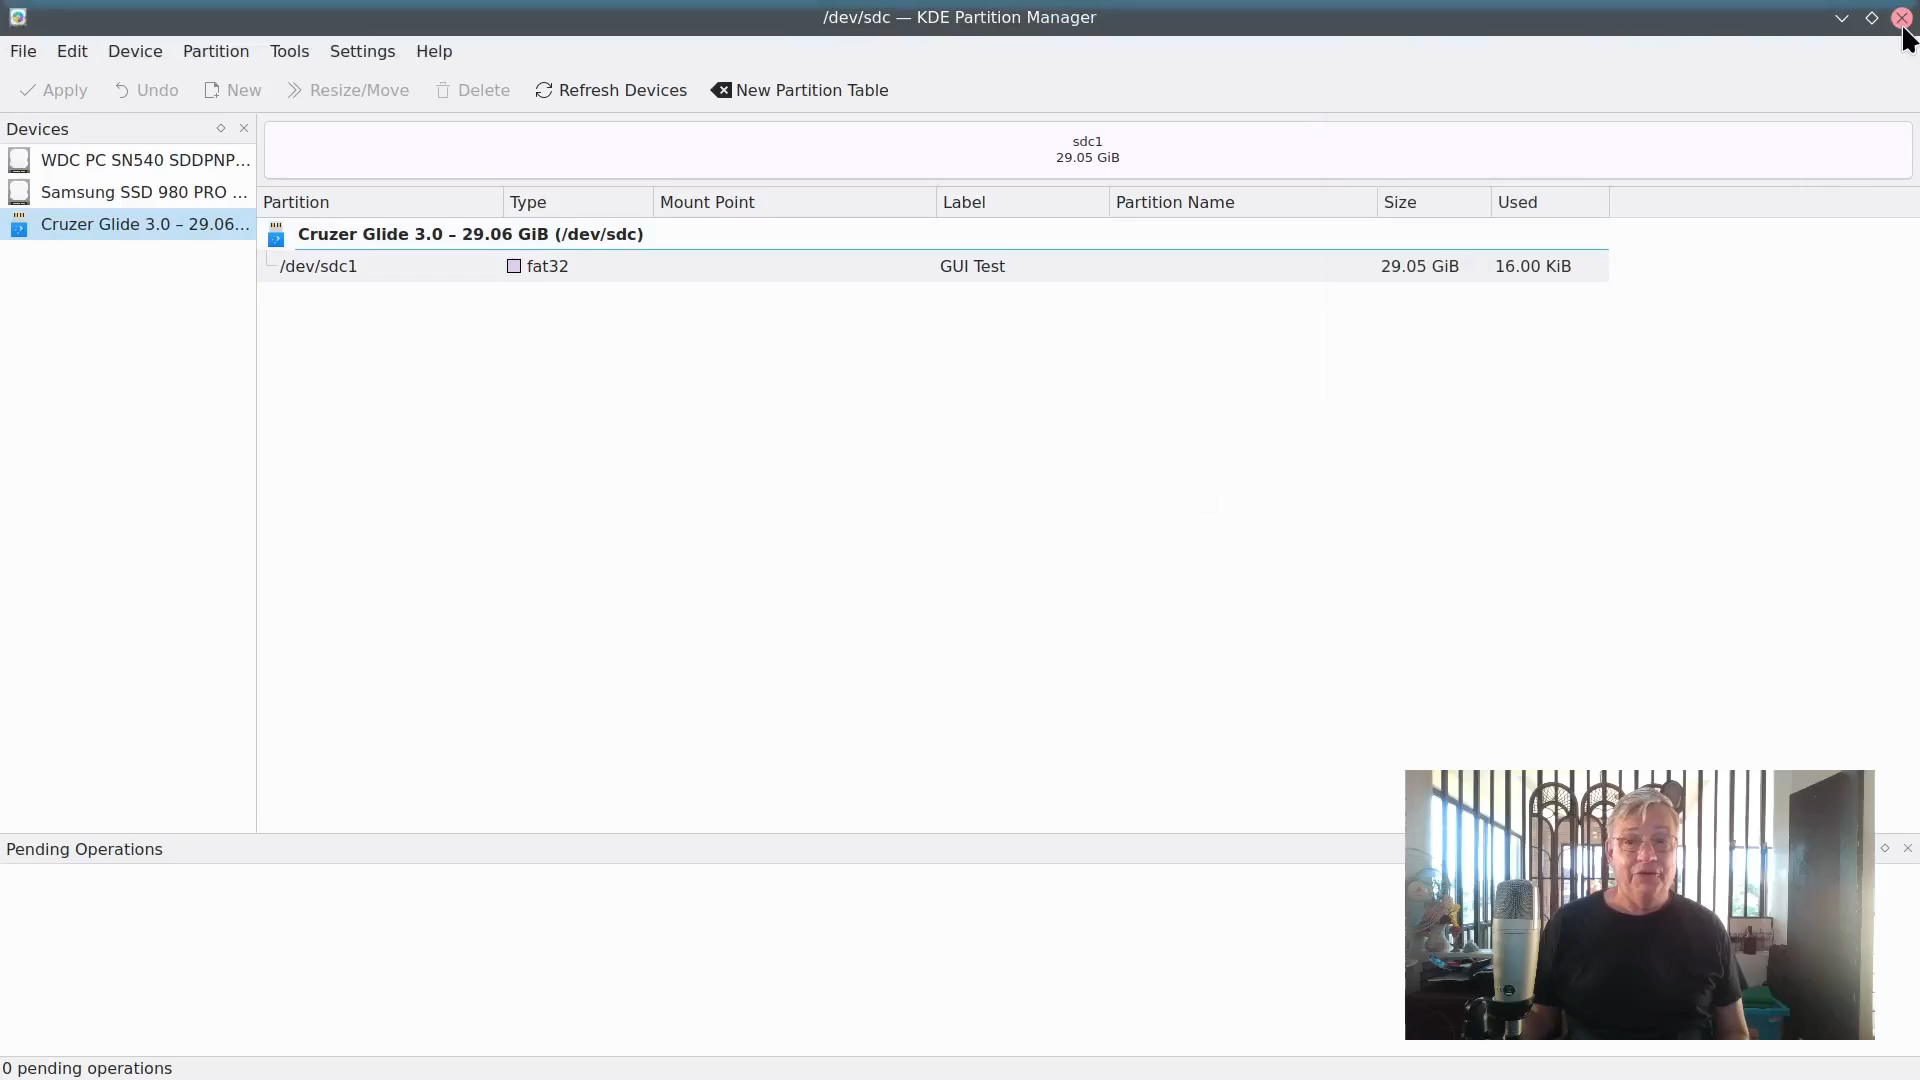 /dev/sdc — KDE Partition Manager
File Edit Device Partition Tools Settings Help
Apply Undo New Resize/Move Delete Refresh Devices New Partition Table
Devices
WDC PC SN540 SDDPNP...
Samsung SSD 980 PRO ...
Cruzer Glide 3.0 – 29.06...
sdc1
29.05 GiB
Partition Type Mount Point Label Partition Name Size Used
Cruzer Glide 3.0 – 29.06 GiB (/dev/sdc)
/dev/sdc1 fat32 GUI Test 29.05 GiB 16.00 KiB
Pending Operations
0 pending operations